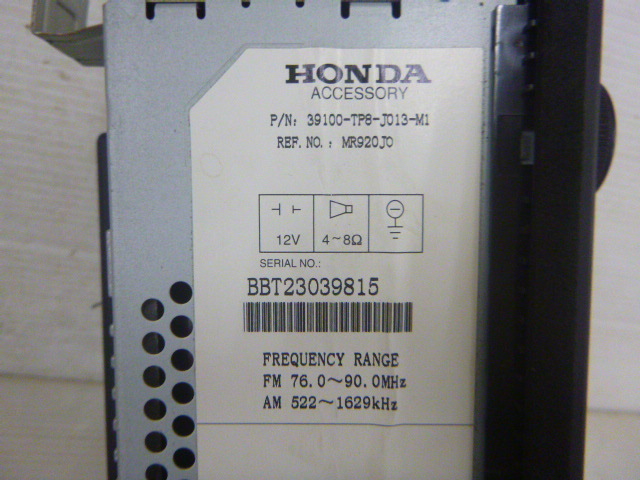 HONDA
ACCESSORY
P/N: 39100-TP8-J013-M1
REF.NO.: MR920J0
12V 4~8Ω
SERIAL NO.:
BBT23039815
FREQUENCY RANGE
FM 76.0~90.0MHz
AM 522~1629kHz